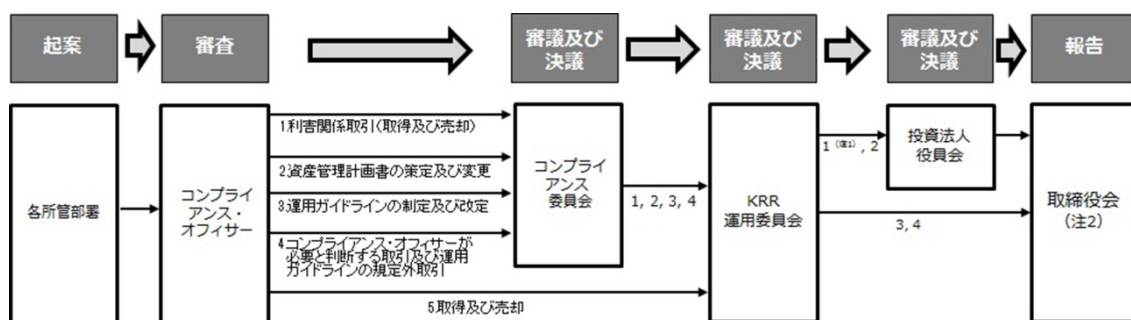 起案
審査
審議及び
決議
審議及び
決議
審議及び
決議
報告
各所管部署
コンプライ
アンス・
オフィサー
1利害関係取引(取得及び売却)
2資産管理計画書の策定及び変更
3運用ガイドラインの制定及び改定
4コンプライアンス・オフィサーが
必要と判断する取引及び運用
ガイドラインの規定外取引
5取得及び売却
コンプライ
アンス
委員会
1, 2, 3, 4
KRR
運用委員会
1（注1）, 2
3, 4
投資法人
役員会
取締役会
（注2）